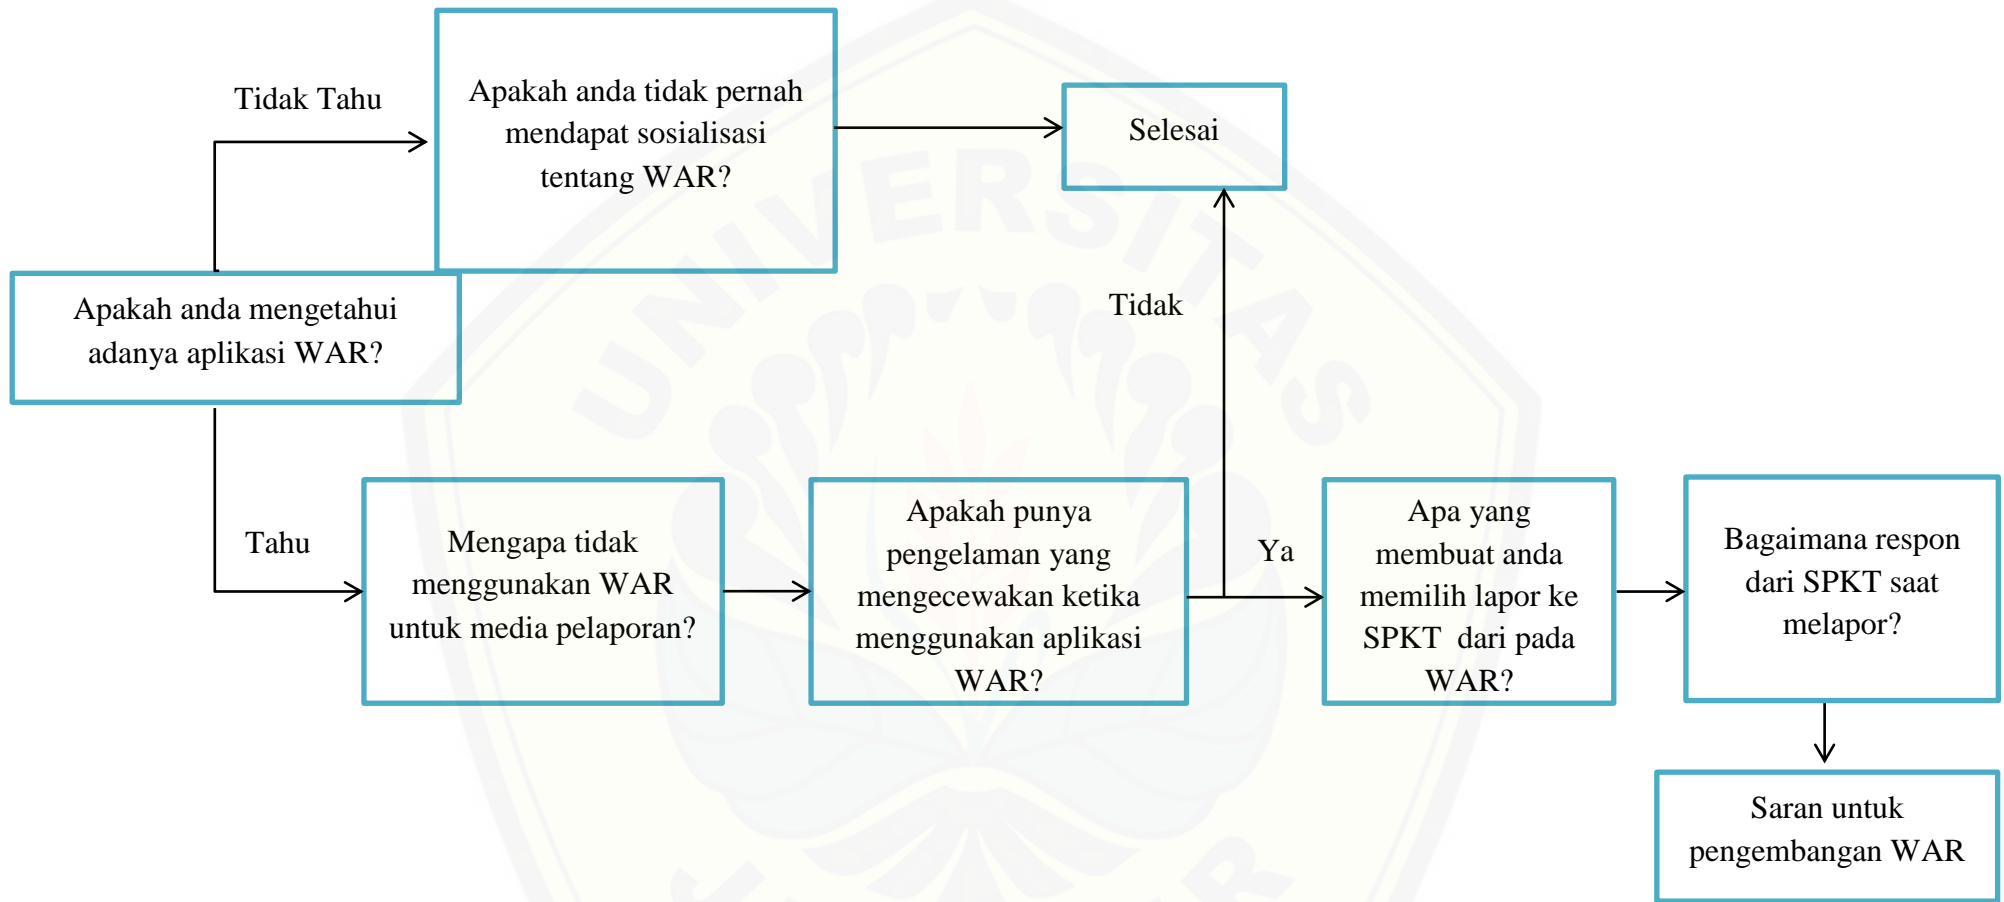 Tidak Tahu
Apakah anda tidak pernah
mendapat sosialisasi
tentang WAR?
Selesai
Apakah anda mengetahui
adanya aplikasi WAR?
Tidak
Tahu
Mengapa tidak
menggunakan WAR
untuk media pelaporan?
Apakah punya
pengelaman yang
mengecewakan ketika
menggunakan aplikasi
WAR?
Ya
Apa yang
membuat anda
memilih lapor ke
SPKT dari pada
WAR?
Bagaimana respon
dari SPKT saat
melapor?
Saran untuk
pengembangan WAR
UNIVERSITAS